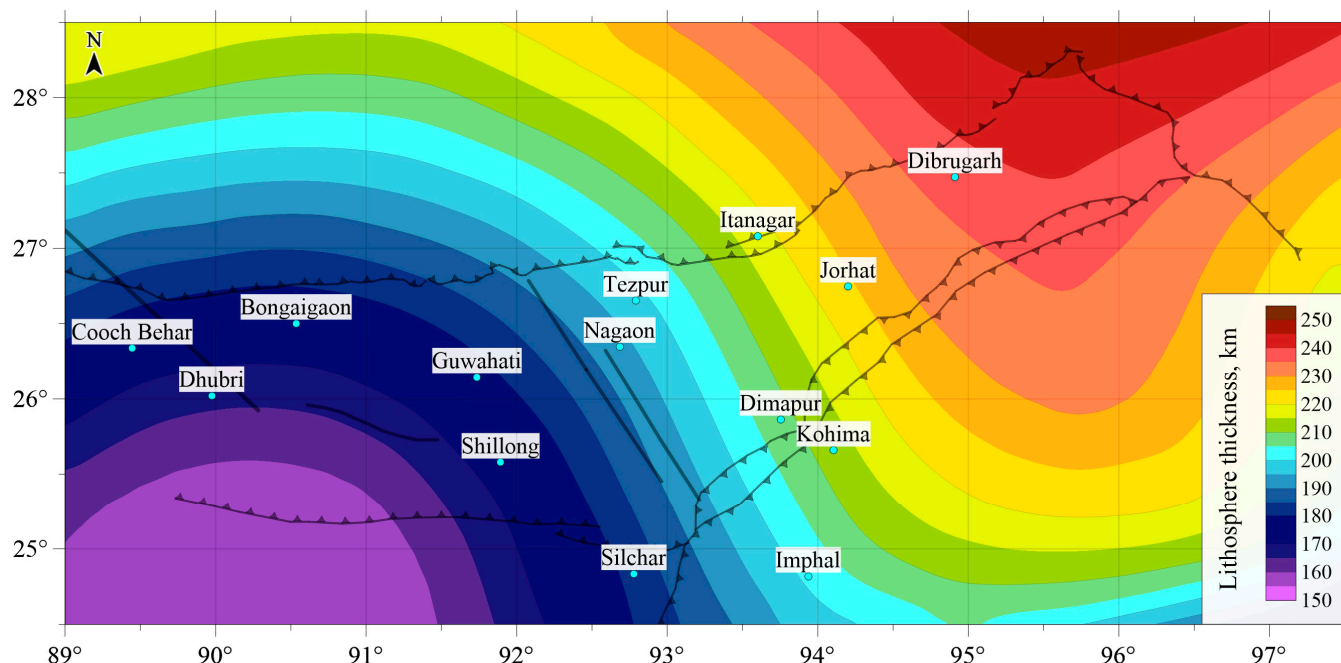 N
28°
Dibrugarh
Itanagar
27°
Jorhat
Tezpur
Bongaigaon
Nagaon
Cooch Behar
Guwahati
Dhubri
26°
Dimapur
Kohima
Shillong
25°
Silchar
Imphal
Lithosphere thickness, km
250
240
230
220
210
200
190
180
170
160
150
89°
90°
91°
92°
93°
94°
95°
96°
97°